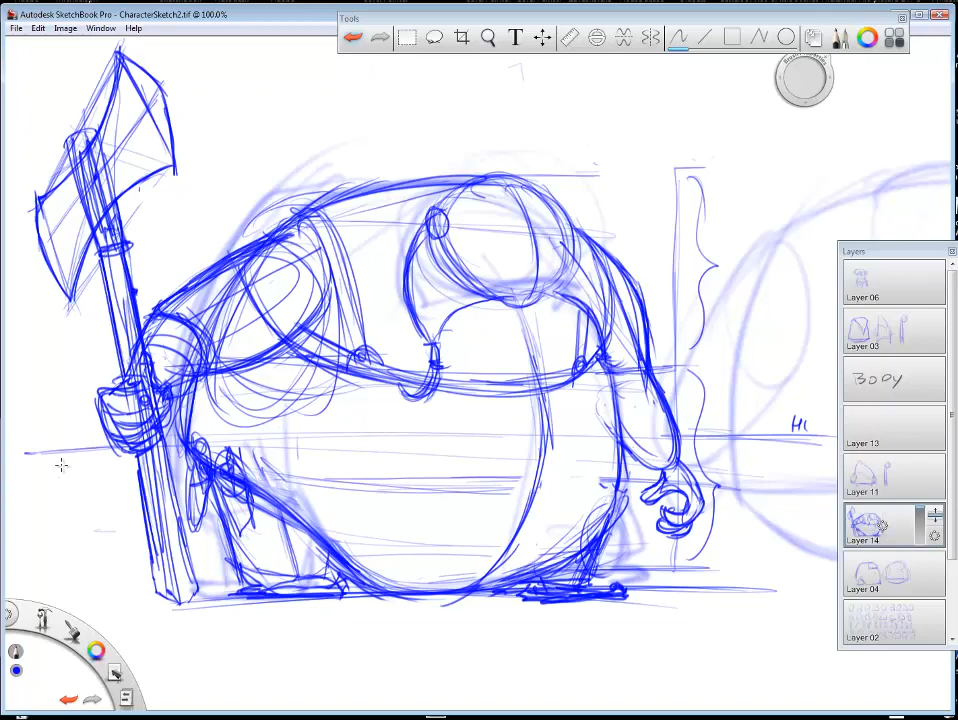 Autodesk SketchBook Pro - CharacterSketch2.tif @ 100.0%
File Edit Image Window Help
Tools
T
Layers
Layer 06
Layer 03
BODY
Layer 13
Layer 11
Layer 14
Layer 04
Layer 02